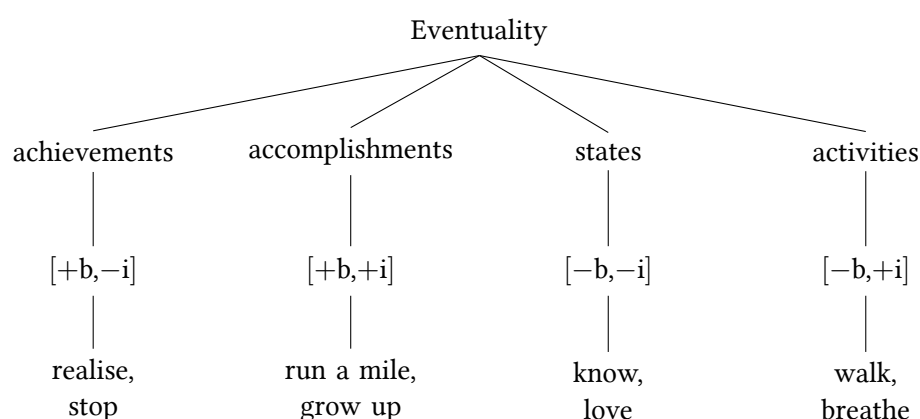 Eventuality
achievements
accomplishments
states
activities
[+b,−i]
[+b,+i]
[−b,−i]
[−b,+i]
realise,
stop
run a mile,
grow up
know,
love
walk,
breathe